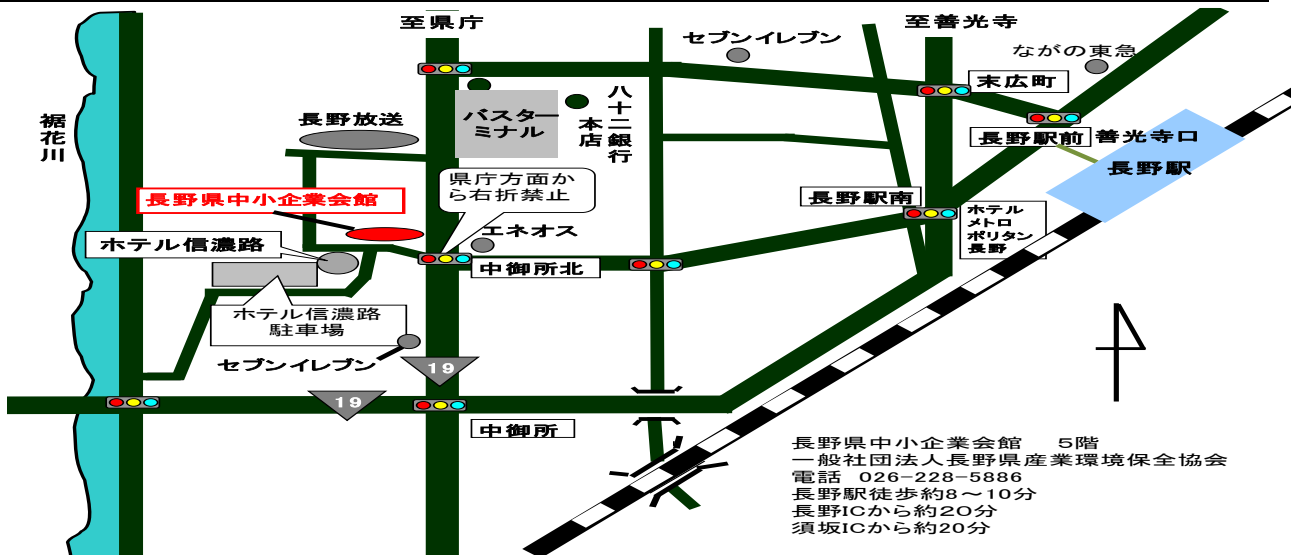 至県庁
至善光寺
セブンイレブン
ながの東急
末広町
裾花川
長野放送
バスター
ミナル
八十二銀行
本店
長野駅前
善光寺口
長野駅
県庁方面か
ら右折禁止
長野県中小企業会館
長野駅南
ホテル
メトロ
ポリタン
長野
エネオス
ホテル信濃路
中御所北
ホテル信濃路
駐車場
セブンイレブン
19
19
中御所
長野県中小企業会館　5階
一般社団法人長野県産業環境保全協会
電話 026-228-5886
長野駅徒歩約8～10分
長野ICから約20分
須坂ICから約20分